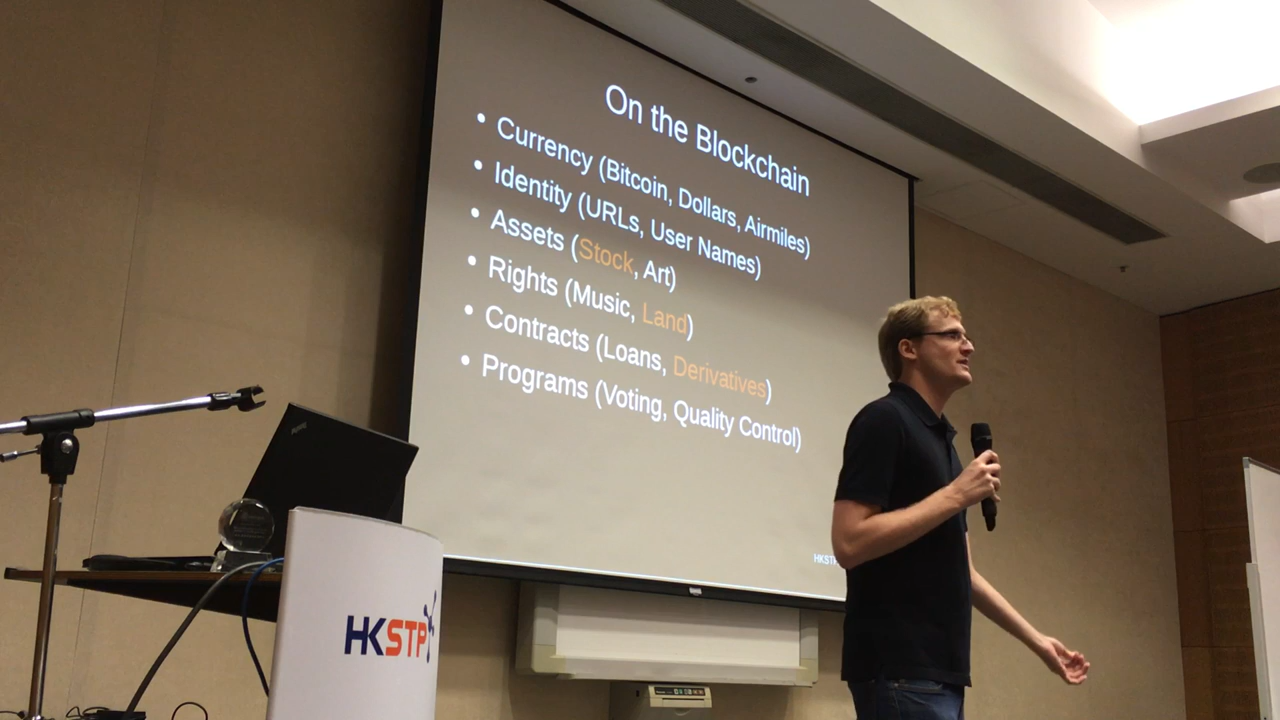 On the Blockchain
• Currency (Bitcoin, Dollars, Airmiles)
• Identity (URLs, User Names)
• Assets (Stock, Art)
• Rights (Music, Land)
• Contracts (Loans, Derivatives)
• Programs (Voting, Quality Control)
HKSTP